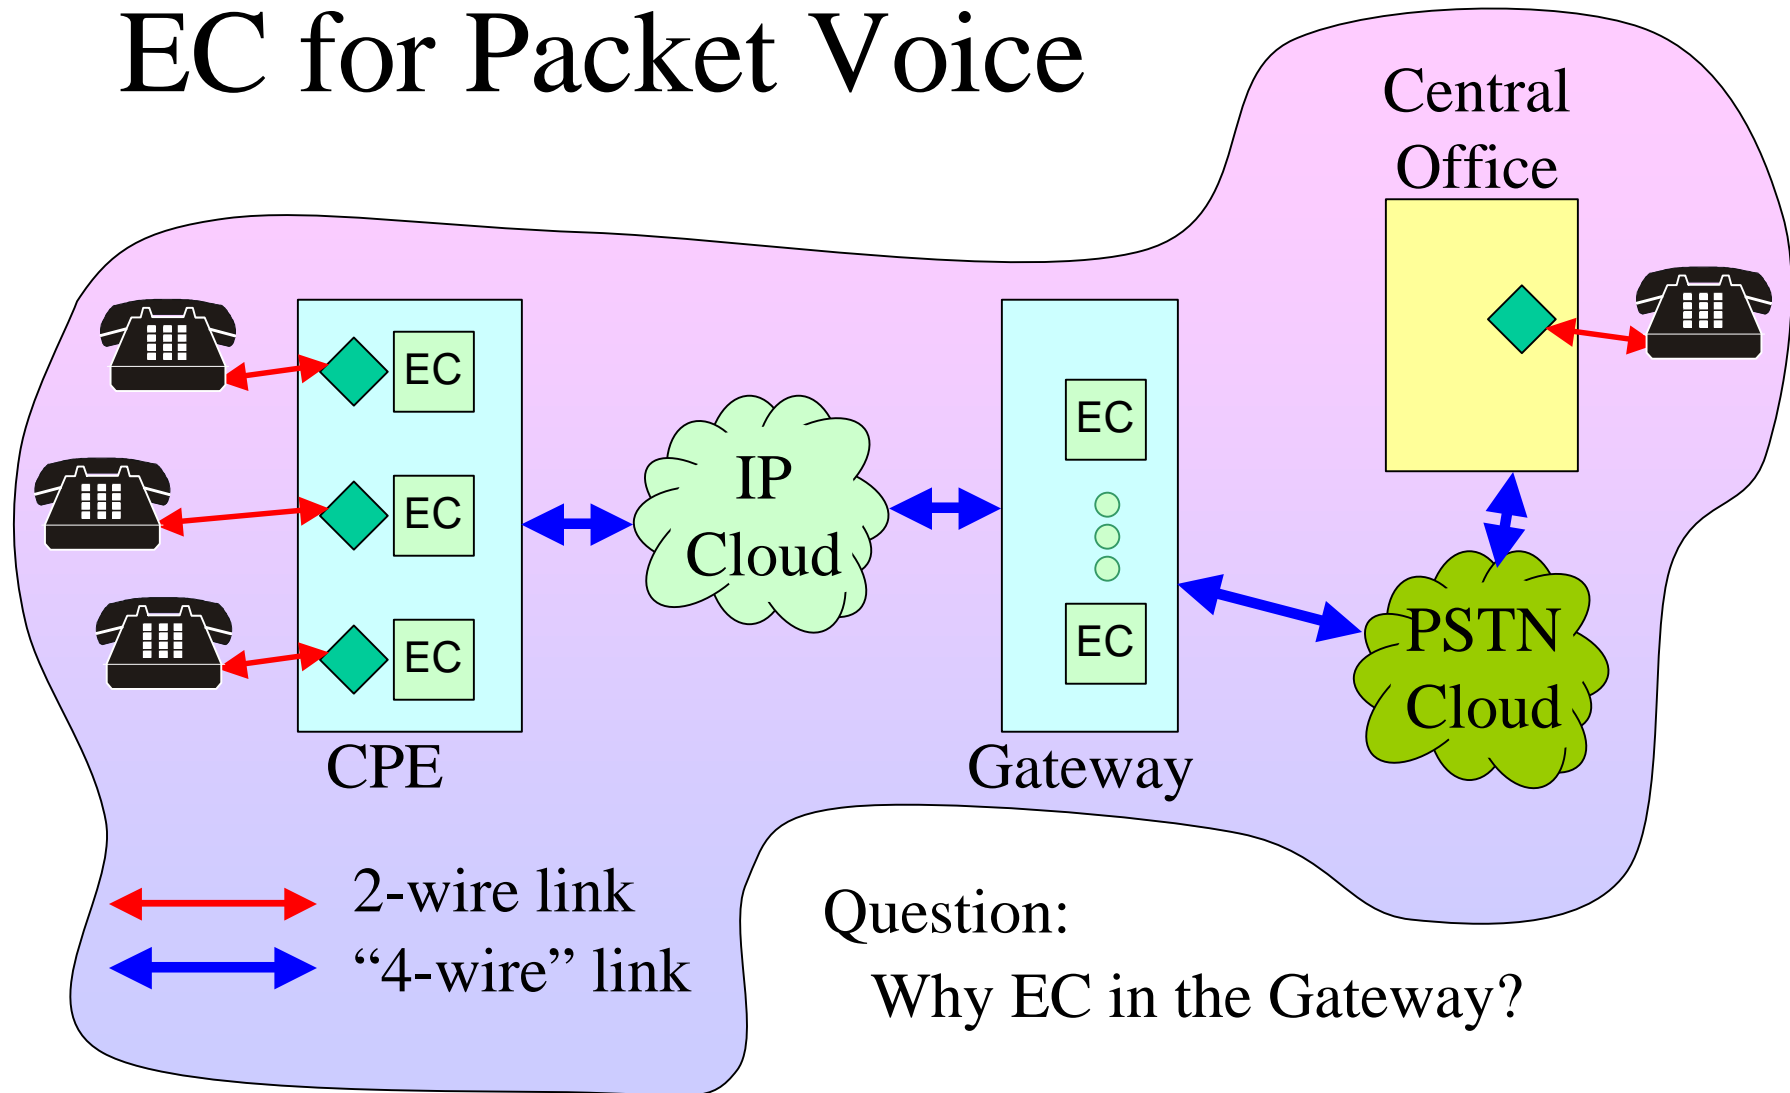 EC for Packet Voice
Central
Office
EC
EC
EC
CPE
IP
Cloud
EC
EC
Gateway
PSTN
Cloud
2-wire link
“4-wire” link
Question:
Why EC in the Gateway?